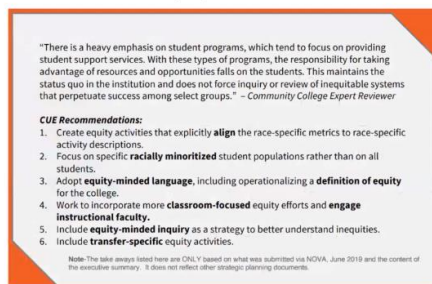 “There is a heavy emphasis on student programs, which tend to focus on providing
student support services. With these types of programs, the responsibility for taking
advantage of resources and opportunities falls on the students. This maintains the
status quo in the institution and does not force inquiry or review of inequitable systems
that perpetuate success among select groups.” – Community College Expert Reviewer
CUE Recommendations:
1. Create equity activities that explicitly align the race-specific metrics to race-specific
activity descriptions.
2. Focus on specific racially minoritized student populations rather than on all
students.
3. Adopt equity-minded language, including operationalizing a definition of equity
for the college.
4. Work to incorporate more classroom-focused equity efforts and engage
instructional faculty.
5. Include equity-minded inquiry as a strategy to better understand inequities.
6. Include transfer-specific equity activities.
Note-The take aways listed here are ONLY based on what was submitted via NOVA, June 2019 and the content of
the executive summary. It does not reflect other strategic planning documents.